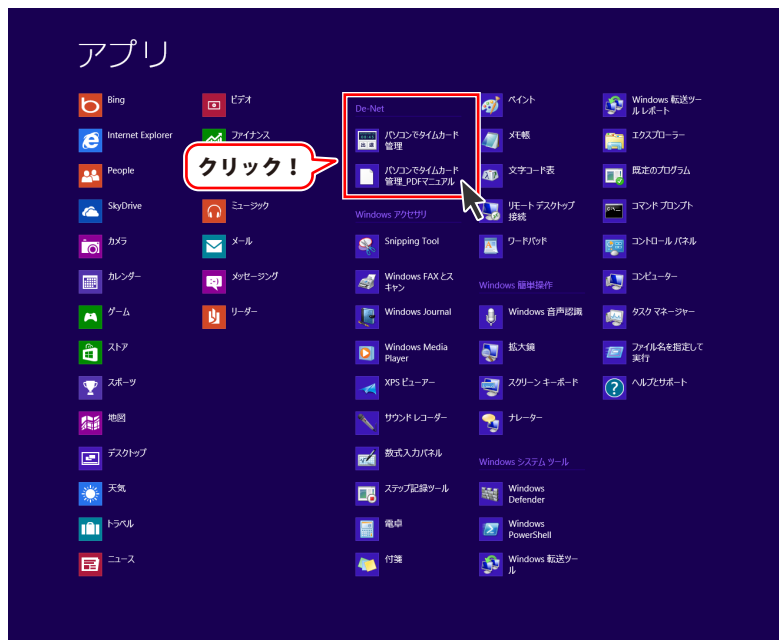 アプリ
Bing
Internet Explorer
People
SkyDrive
カメラ
カレンダー
ゲーム
ストア
スポーツ
地図
デスクトップ
天気
トラベル
ニュース
ビデオ
ファイナンス
クリック！
ミュージック
メール
メッセージング
リーダー
De-Net
パソコンでタイムカード
管理
パソコンでタイムカード
管理_PDFマニュアル
Windows アクセサリ
Snipping Tool
Windows FAX とス
キャン
Windows Journal
Windows Media
Player
XPS ビューアー
サウンド レコーダー
数式入力パネル
ステップ記録ツール
電卓
付箋
ペイント
メモ帳
文字コード表
リモート デスクトップ
接続
ワードパッド
Windows 簡単操作
Windows 音声認識
拡大鏡
スクリーン キーボード
ナレーター
Windows システム ツール
Windows
Defender
Windows
PowerShell
Windows 転送ツー
ル
Windows 転送ツー
ル レポート
エクスプローラー
既定のプログラム
コマンド プロンプト
コントロール パネル
コンピューター
タスク マネージャー
ファイル名を指定して
実行
ヘルプとサポート